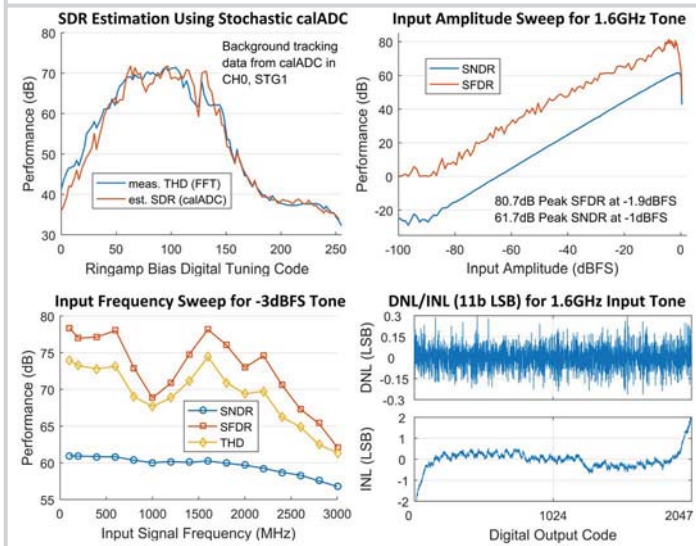 SDR Estimation Using Stochastic calADC
Performance (dB)
80
70
60
50
40
30
Background tracking
data from calADC in
CH0, STG1
meas. THD (FFT)
est. SDR (calADC)
0 50 100 150 200 250
Ringamp Bias Digital Tuning Code
Input Amplitude Sweep for 1.6GHz Tone
Performance (dB)
80
60
40
20
0
-20
SNDR
SFDR
80.7dB Peak SFDR at -1.9dBFS
61.7dB Peak SNDR at -1dBFS
-100 -80 -60 -40 -20 0
Input Amplitude (dBFS)
Input Frequency Sweep for -3dBFS Tone
Performance (dB)
80
75
70
65
60
55
SNDR
SFDR
THD
0 500 1000 1500 2000 2500 3000
Input Signal Frequency (MHz)
DNL/INL (11b LSB) for 1.6GHz Input Tone
DNL (LSB)
0.3
0.15
0
-0.15
-0.3
INL (LSB)
2
1
0
-1
-2
1024 2047
Digital Output Code